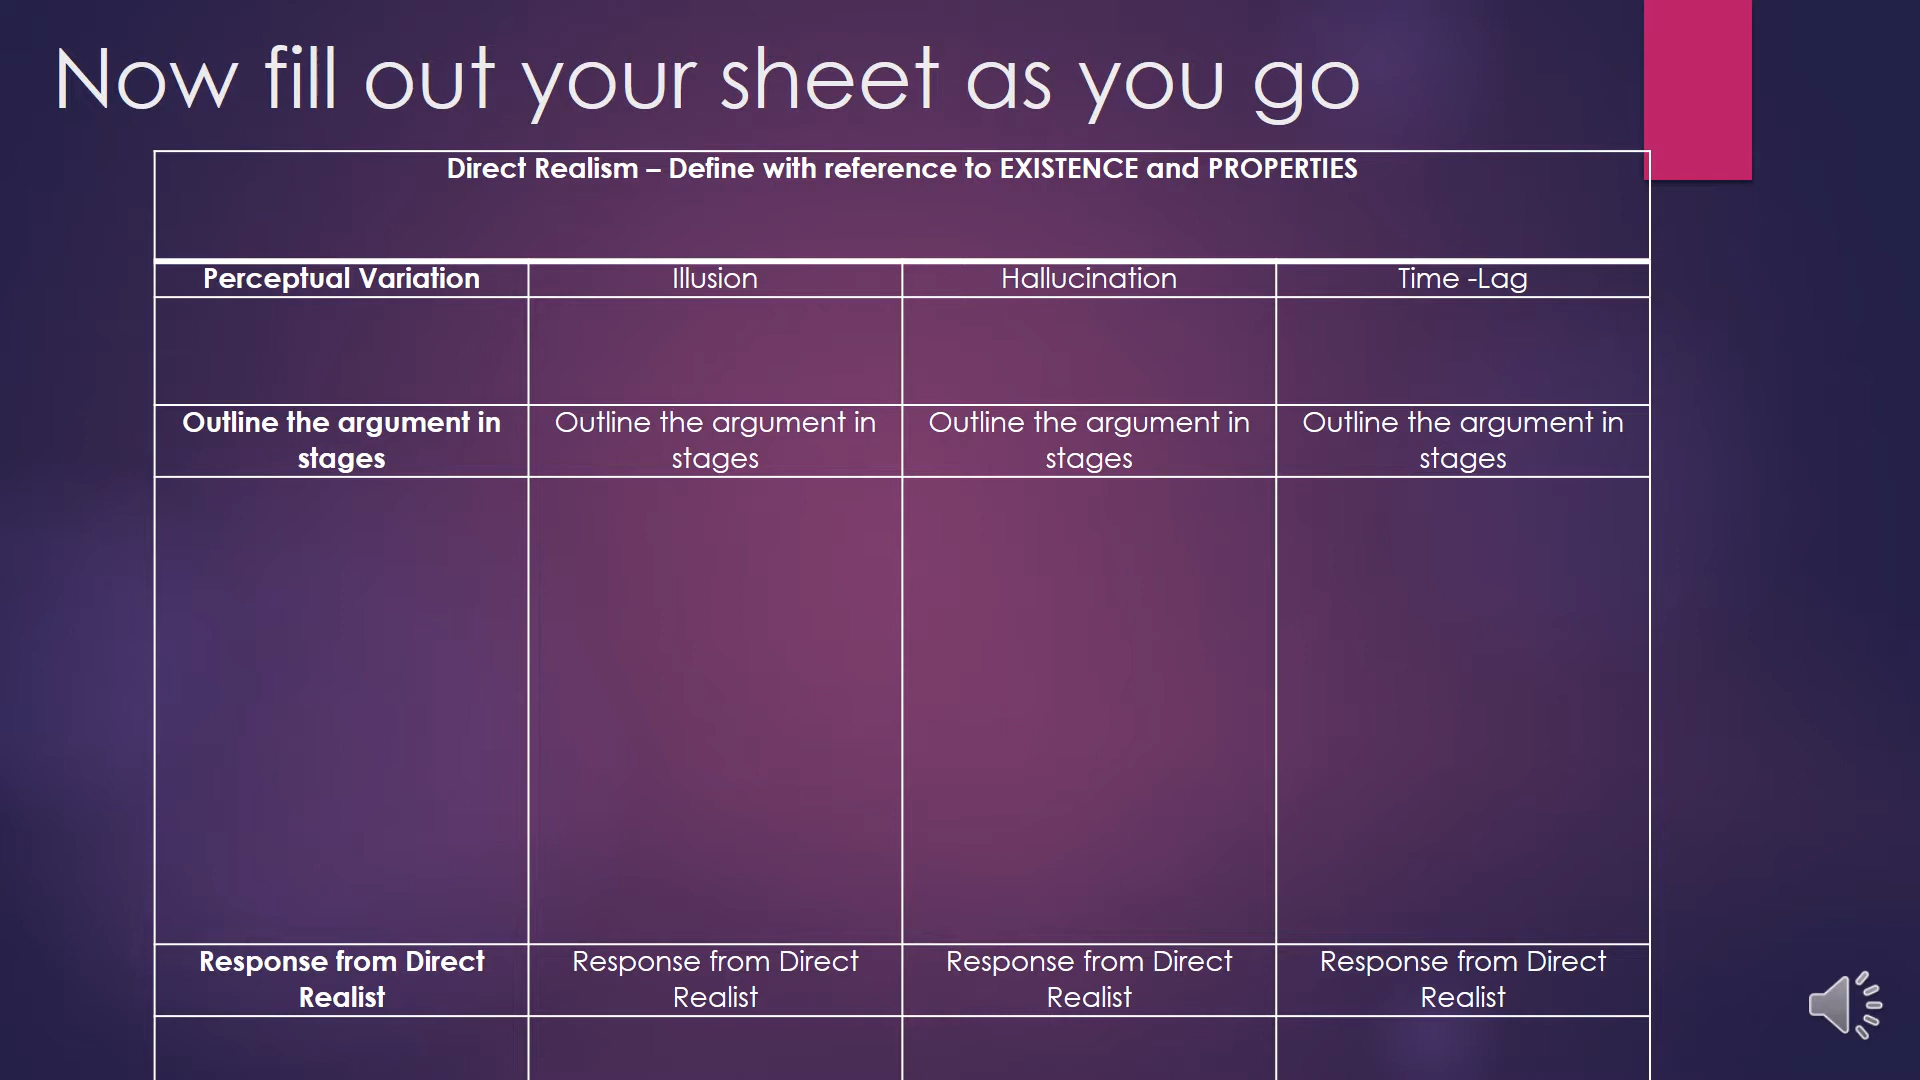 Now fill out your sheet as you go
Direct Realism – Define with reference to EXISTENCE and PROPERTIES
Perceptual Variation
Illusion
Hallucination
Time -Lag
Outline the argument in
stages
Outline the argument in
stages
Outline the argument in
stages
Outline the argument in
stages
Response from Direct
Realist
Response from Direct
Realist
Response from Direct
Realist
Response from Direct
Realist